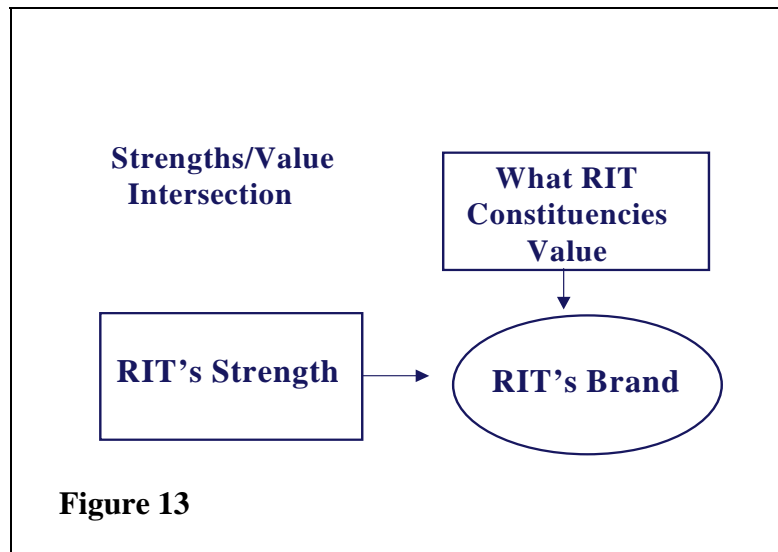 Strengths/Value
Intersection
What RIT
Constituencies
Value
RIT’s Strength
RIT’s Brand
Figure 13